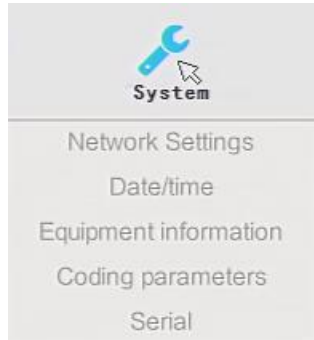 System
Network Settings
Date/time
Equipment information
Coding parameters
Serial